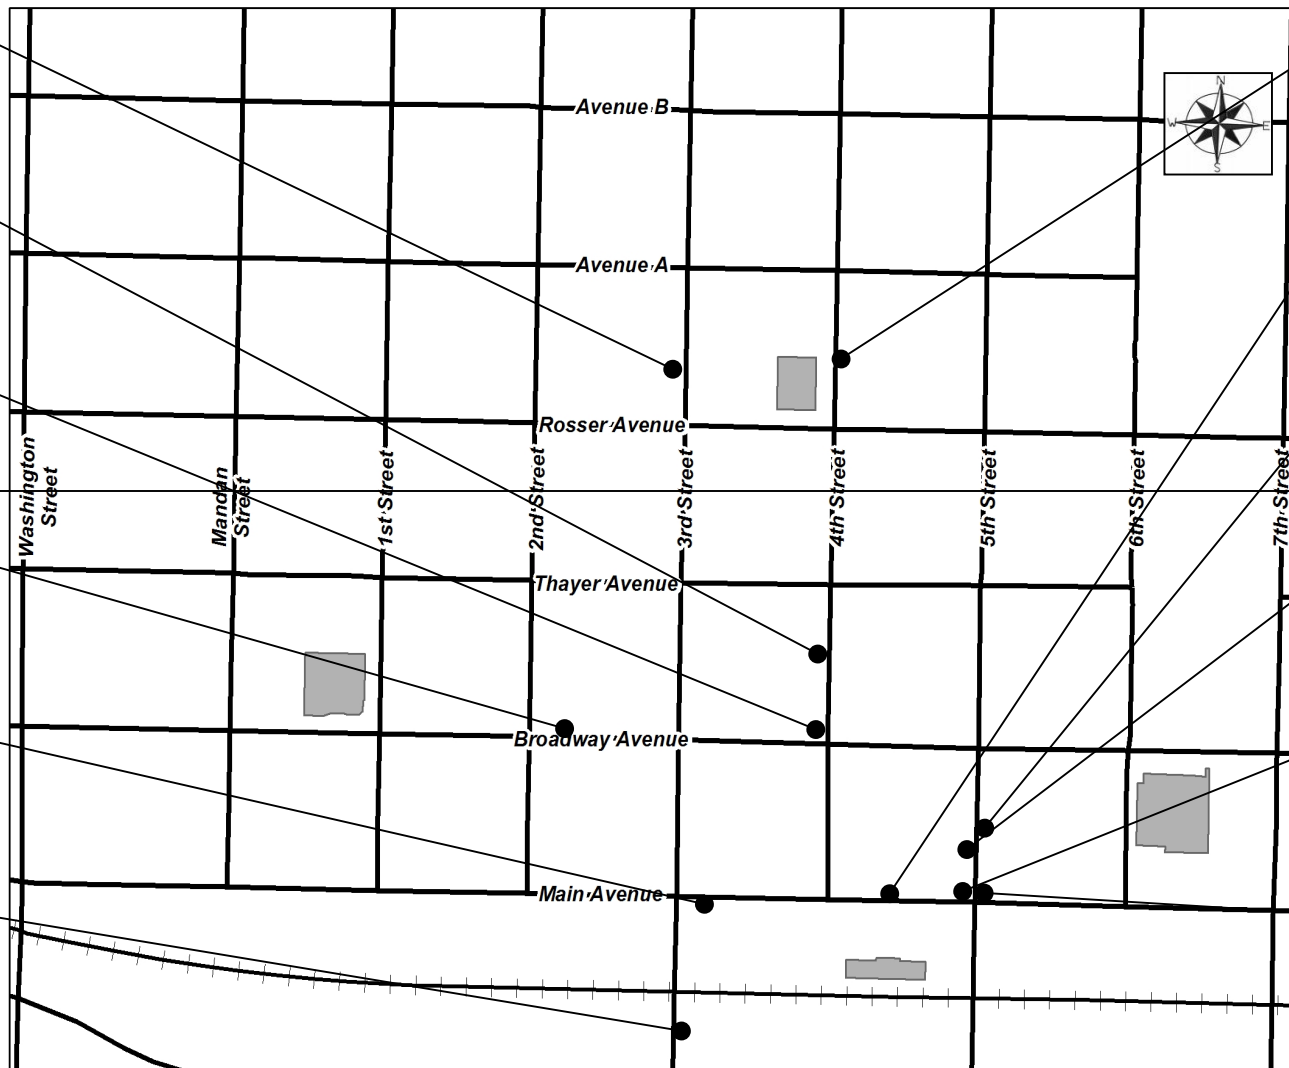 N
W E
S
Avenue B
Avenue A
Rosser Avenue
Washington
Street
Mandan
Street
1st Street
2nd Street
3rd Street
4th Street
5th Street
6th Street
7th Street
Thayer Avenue
Broadway Avenue
Main Avenue